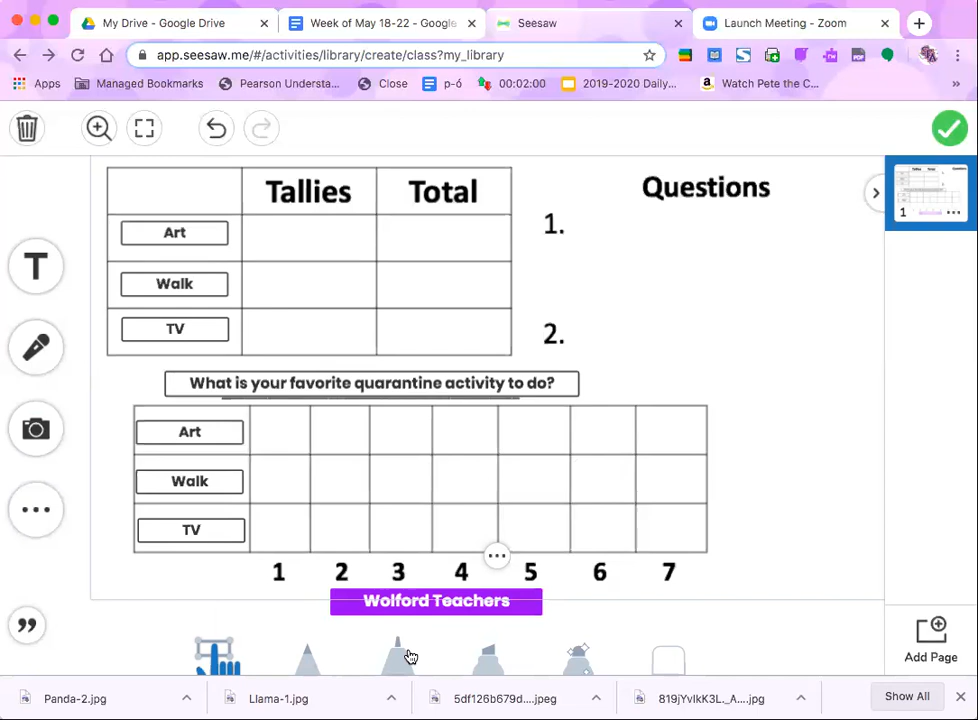 My Drive - Google Drive
Week of May 18-22 - Google
Seesaw
Launch Meeting - Zoom
app.seesaw.me/#/activities/library/create/class?my_library
Apps
Managed Bookmarks
Pearson Understa...
Close
p-6
00:02:00
2019-2020 Daily...
Watch Pete the C...
»
Tallies Total
Questions
Art
1.
Walk
TV
2.
What is your favorite quarantine activity to do?
Art
Walk
TV
1 2 3 4 5 6 7
Wolford Teachers
T
1
Add Page
Panda-2.jpg
Llama-1.jpg
5df126b679d....jpeg
819jYvlkK3L._A....jpg
Show All